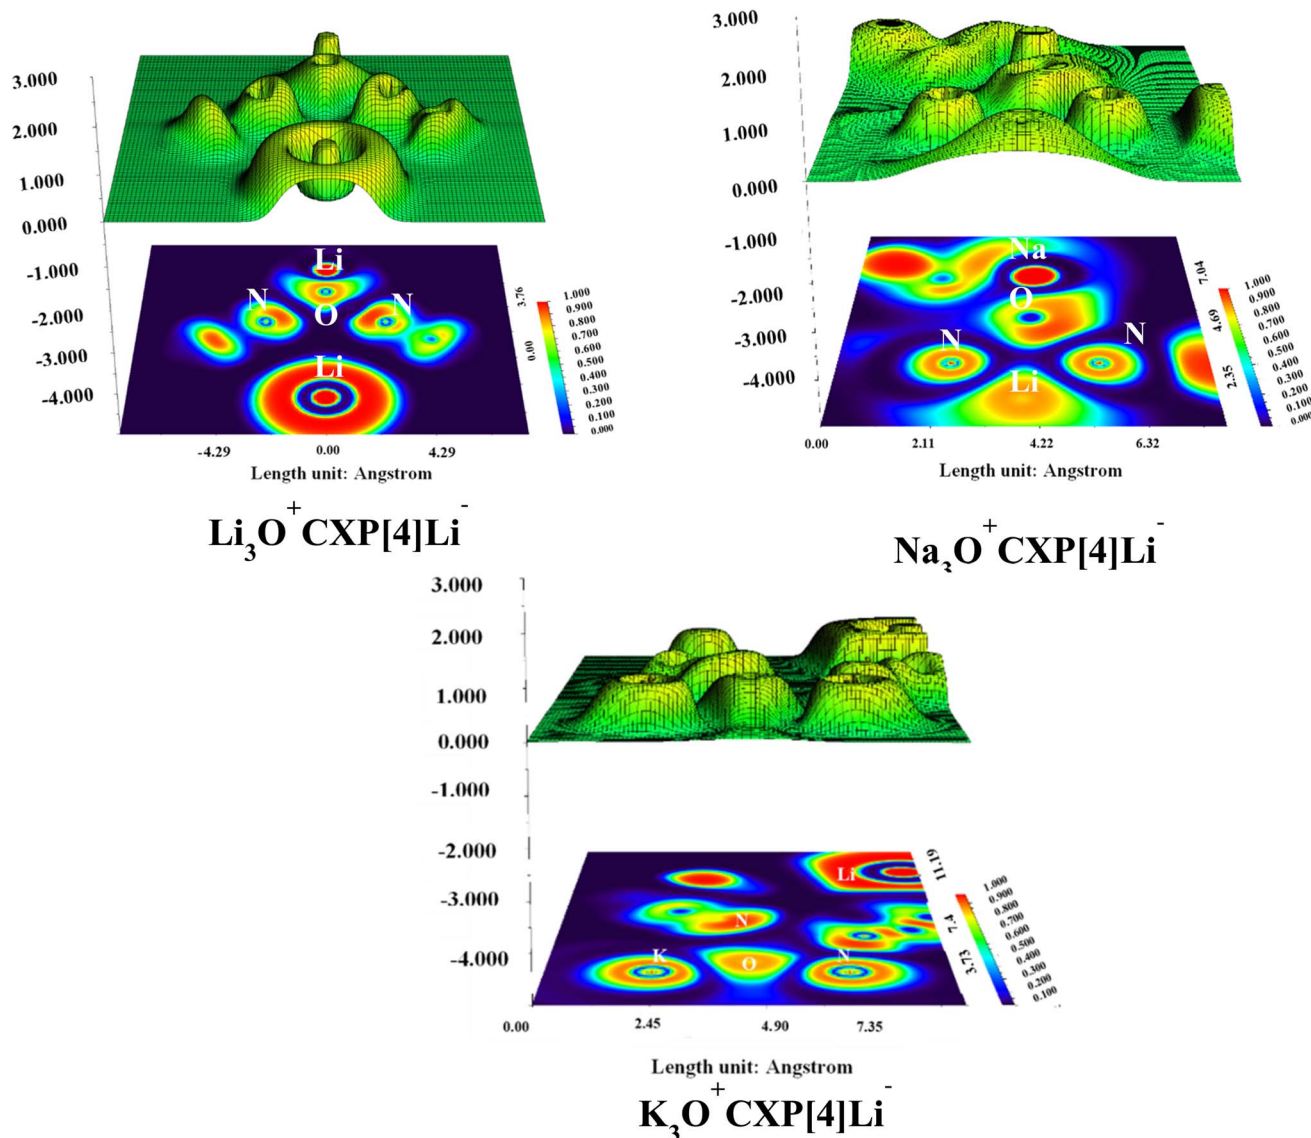 3.000
2.000
1.000
0.000
-1.000
-2.000
-3.000
-4.000
Li
N
N
O
Li
3.76
0.00
1.000
0.900
0.800
0.700
0.600
0.500
0.400
0.300
0.200
0.100
0.000
-4.29 0.00 4.29
Length unit: Angstrom
Li₃O⁺CXP[4]Li⁻
3.000
2.000
1.000
0.000
-1.000
-2.000
-3.000
-4.000
Na
O
N
N
Li
7.04
4.69
2.35
1.000
0.900
0.800
0.700
0.600
0.500
0.400
0.300
0.200
0.100
0.000
0.00 2.11 4.22 6.32
Length unit: Angstrom
Na₃O⁺CXP[4]Li⁻
3.000
2.000
1.000
0.000
-1.000
-2.000
-3.000
-4.000
Li
N
K
O
N
11.19
7.4
3.73
1.000
0.900
0.800
0.700
0.600
0.500
0.400
0.300
0.200
0.100
0.00 2.45 4.90 7.35
Length unit: Angstrom
K₃O⁺CXP[4]Li⁻